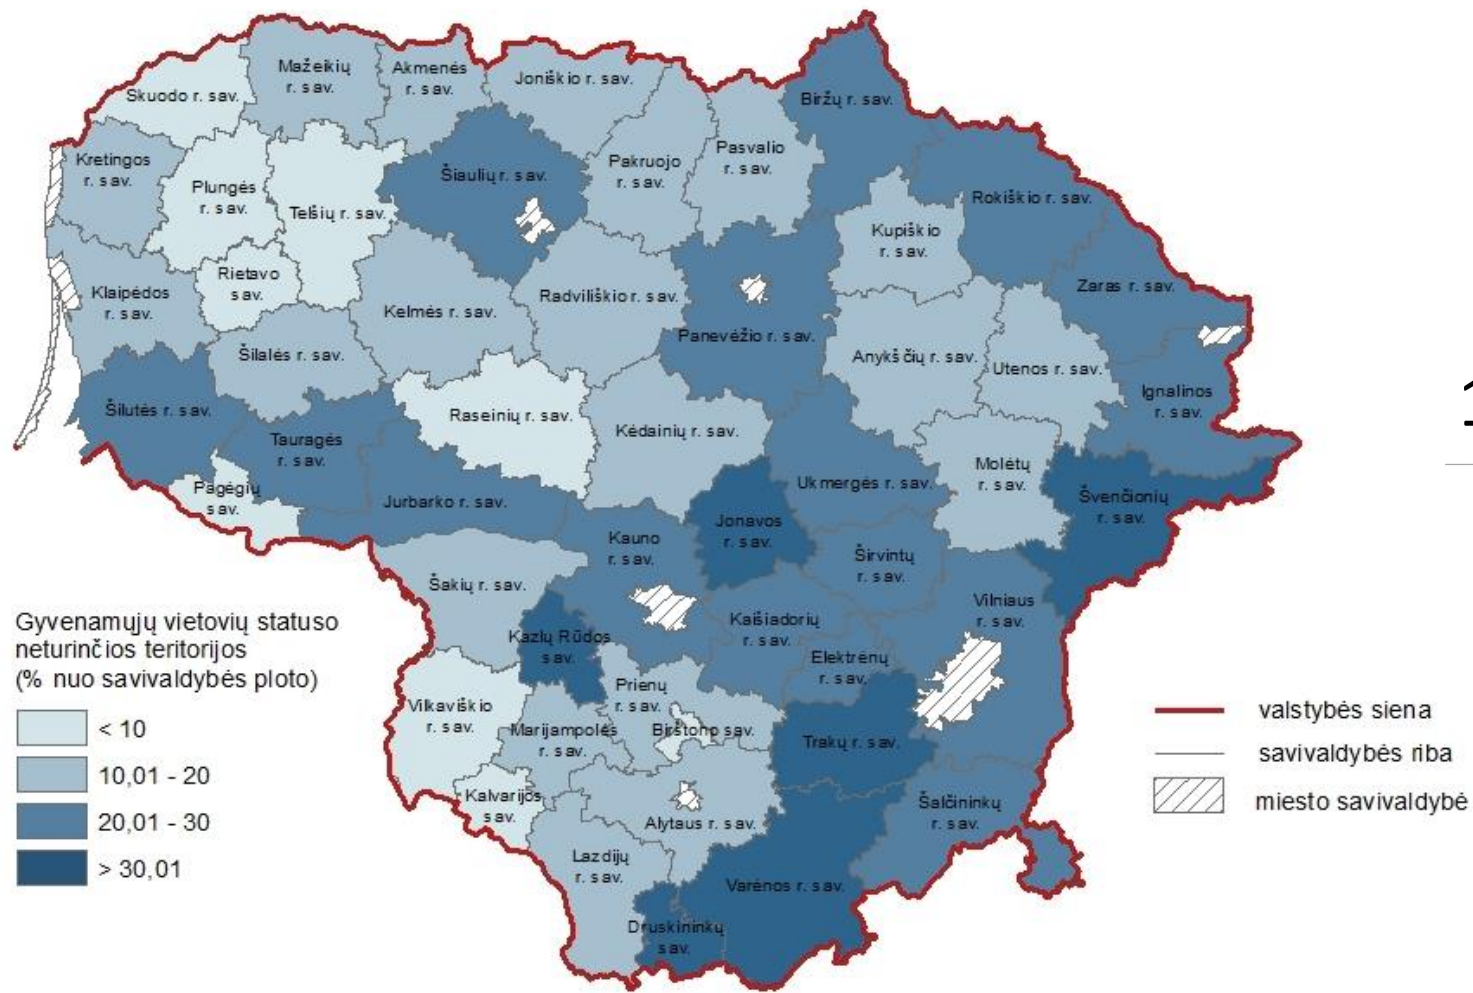 Mažeikių
r. sav.
Akmenės
r. sav.
Joniškio r. sav.
Skuodo r. sav.
Biržų r. sav.
Kretingos
r. sav.
Plungės
r. sav.
Telšių r. sav.
Šiaulių r. sav.
Pakruojo
r. sav.
Pasvalio
r. sav.
Rokiškio r. sav.
Kupiškio
r. sav.
Rietavo
sav.
Klaipėdos
r. sav.
Kelmės r. sav.
Radviliškio r. sav.
Panevėžio r. sav.
Zaras r. sav.
Šilalės r. sav.
Anykščių r. sav.
Utenos r. sav.
Ignalinos
r. sav.
Šilutės r. sav.
Raseinių r. sav.
Kėdainių r. sav.
Tauragės
r. sav.
Molėtų
r. sav.
Pagėgių
sav.
Jurbarko r. sav.
Ukmergės r. sav.
Švenčionių
r. sav.
Jonavos
r. sav.
Kauno
r. sav.
Širvintų
r. sav.
Šakių r. sav.
Vilniaus
r. sav.
Kaišiadorių
r. sav.
Kazlų Rūdos
sav.
Elektrėnų
r. sav.
Prienų
r. sav.
Vilkaviškio
r. sav.
Marijampolės
r. sav.
Birštono sav.
Trakų r. sav.
Kalvarijos
sav.
Alytaus r. sav.
Šalčininkų
r. sav.
Lazdijų
r. sav.
Varėnos r. sav.
Druskininkų
sav.
Gyvenamųjų vietovių statuso
neturinčios teritorijos
(% nuo savivaldybės ploto)
< 10
10,01 - 20
20,01 - 30
> 30,01
valstybės siena
savivaldybės riba
miesto savivaldybė